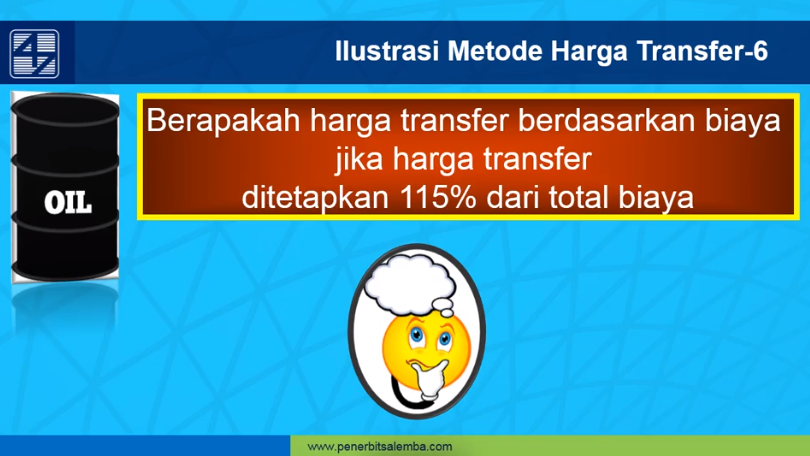 Ilustrasi Metode Harga Transfer-6
Berapakah harga transfer berdasarkan biaya
jika harga transfer
ditetapkan 115% dari total biaya
OIL
www.penerbitsalemba.com